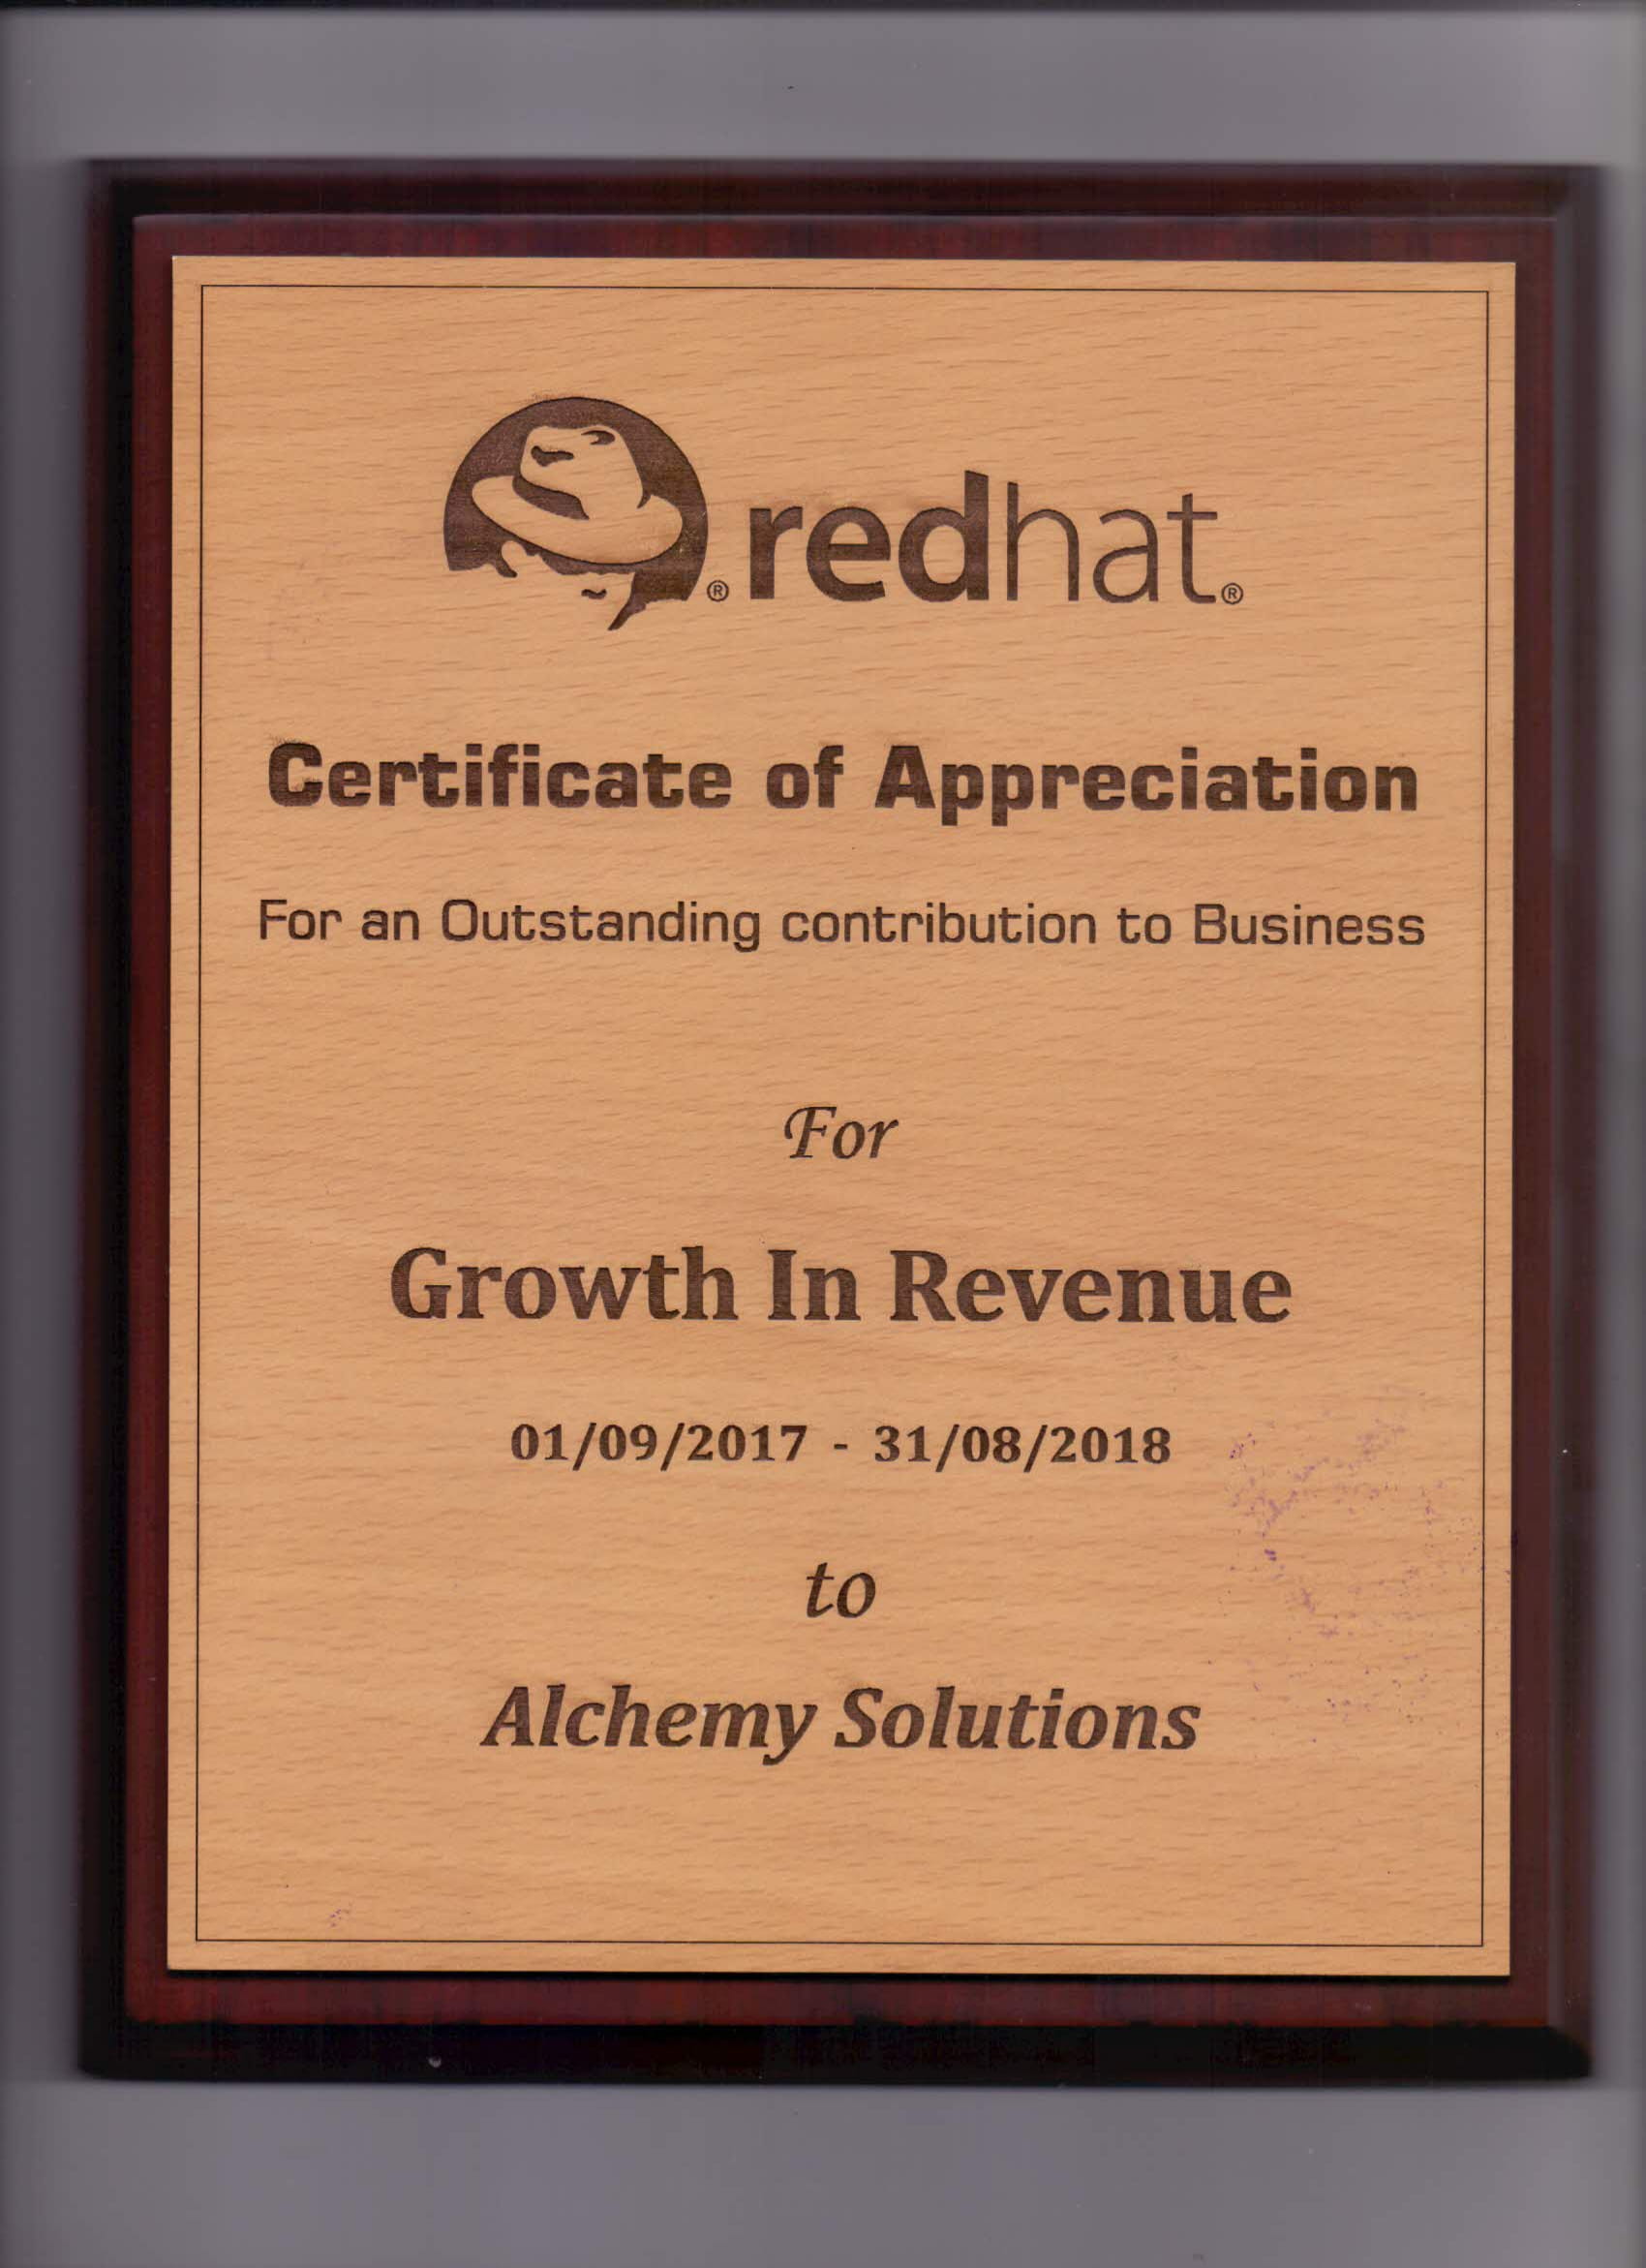 ® redhat®
Certificate of Appreciation
For an Outstanding contribution to Business
For
Growth In Revenue
01/09/2017 - 31/08/2018
to
Alchemy Solutions